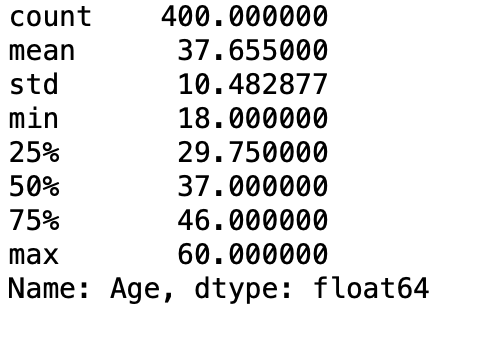 count    400.000000
mean      37.655000
std       10.482877
min       18.000000
25%       29.750000
50%       37.000000
75%       46.000000
max       60.000000
Name: Age, dtype: float64